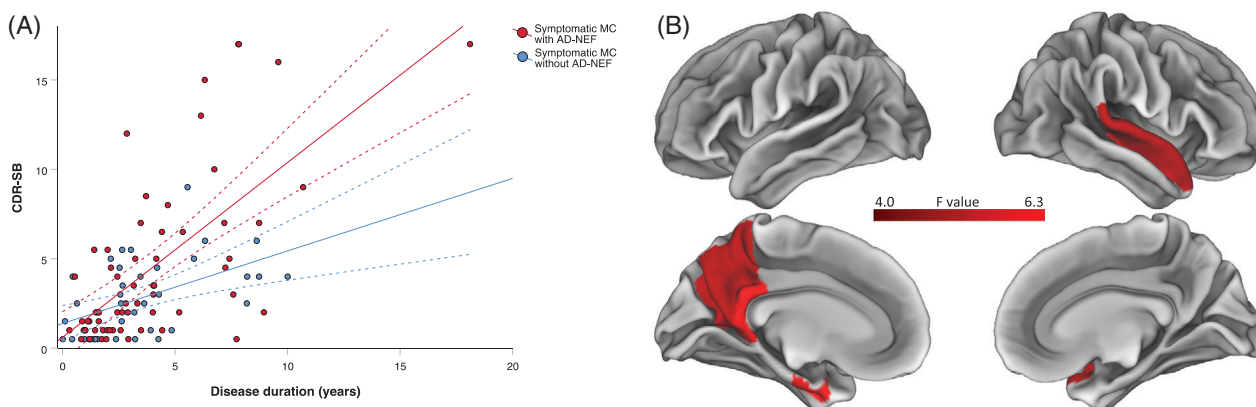 (A)
Symptomatic MC
with AD-NEF
Symptomatic MC
without AD-NEF
CDR-SB
15
10
5
0
0 5 10 15 20
Disease duration (years)
(B)
4.0 F value 6.3